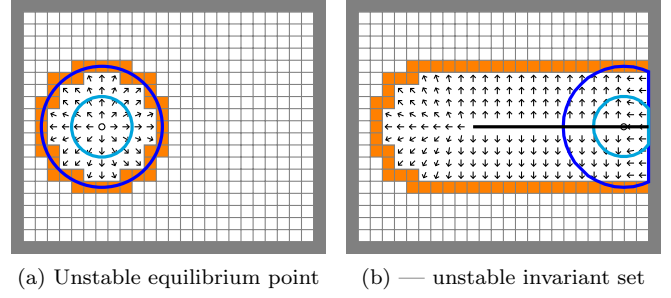 (a) Unstable equilibrium point
(b) — unstable invariant set